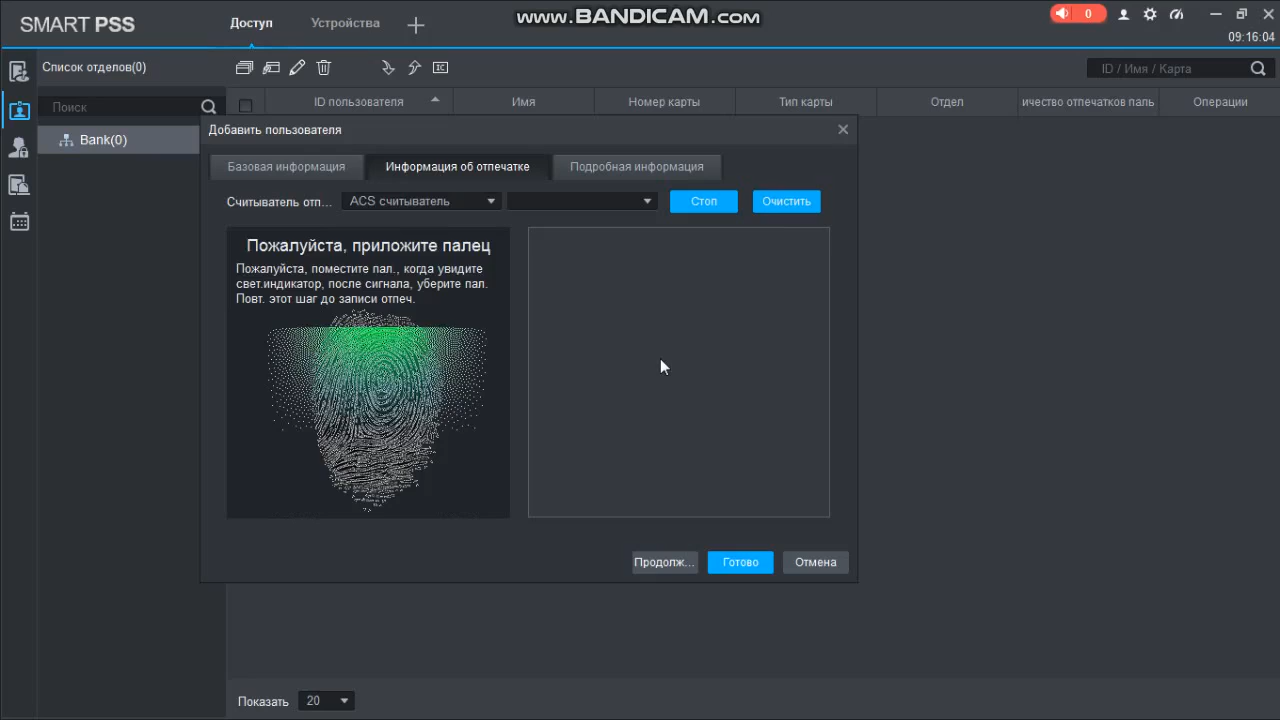 SMART PSS
Доступ
Устройства
www.BANDICAM.com
0
09:16:04
Список отделов(0)
ID / Имя / Карта
Поиск
ID пользователя
Имя
Номер карты
Тип карты
Отдел
ичество отпечатков паль
Операции
Bank(0)
Добавить пользователя
Базовая информация
Информация об отпечатке
Подробная информация
Считыватель отп...
ACS считыватель
Стоп
Очистить
Пожалуйста, приложите палец
Пожалуйста, поместите пал., когда увидите
свет.индикатор, после сигнала, уберите пал.
Повт. этот шаг до записи отпеч.
Продолж...
Готово
Отмена
Показать
20